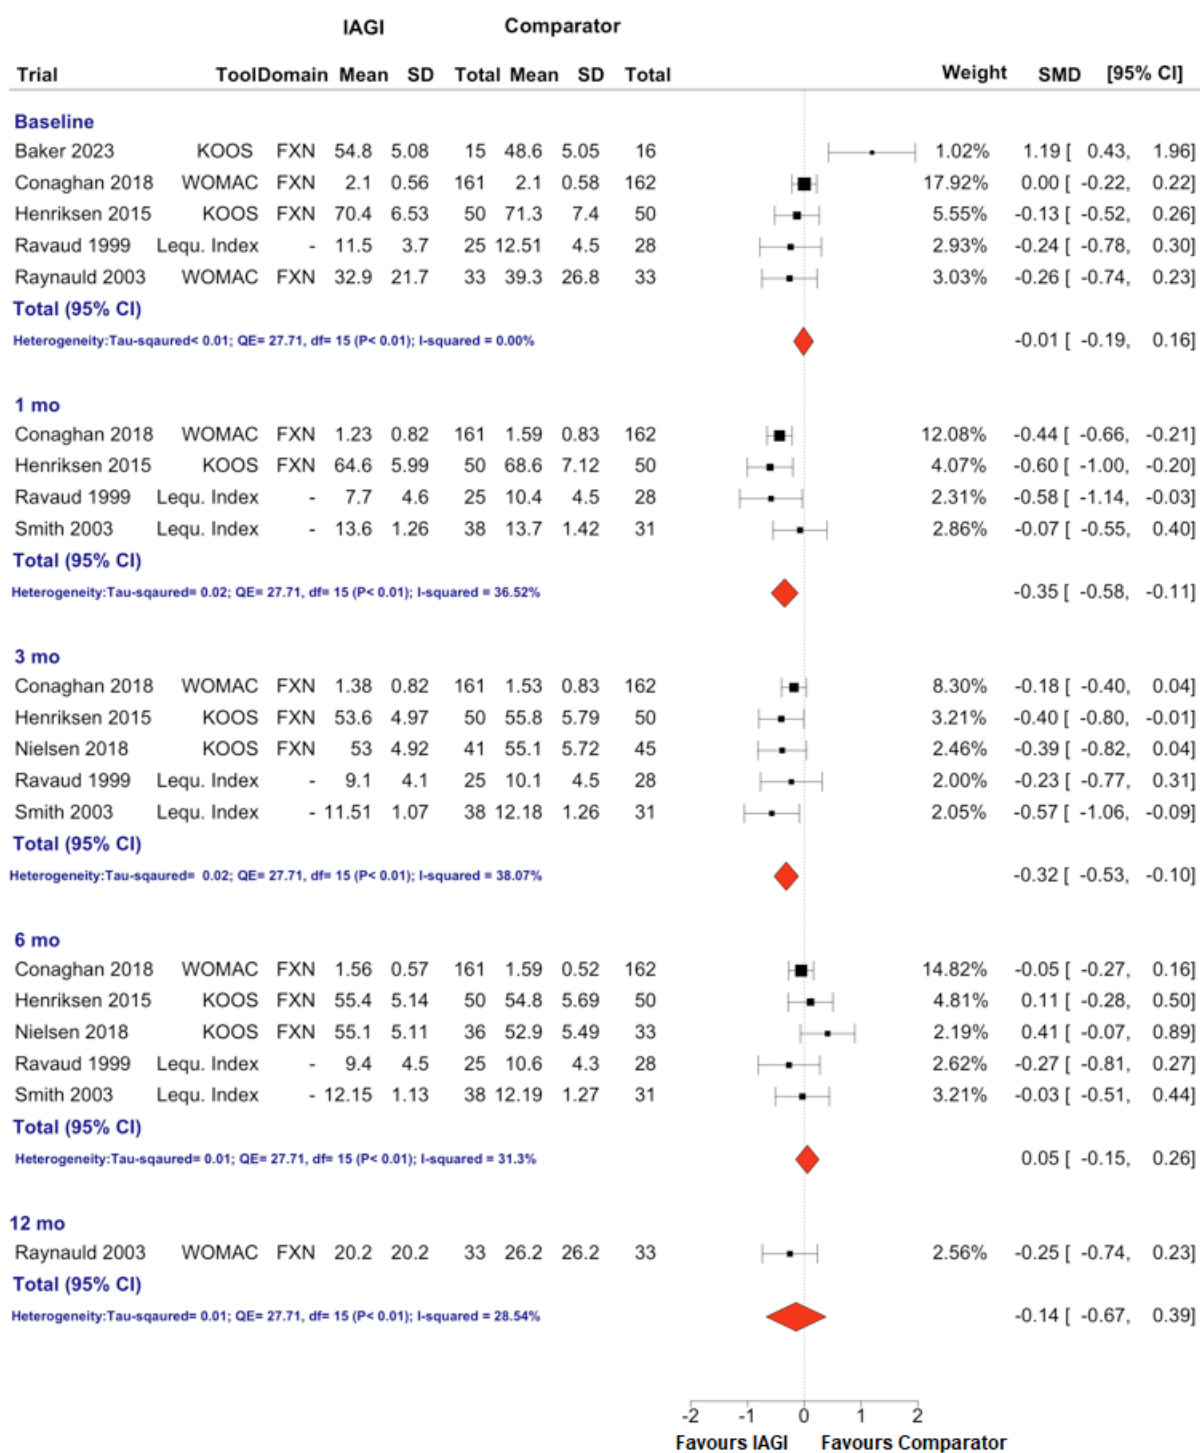 IAGI Comparator
Trial ToolDomain Mean SD Total Mean SD Total Weight SMD [95% CI]
Baseline
Baker 2023 KOOS FXN 54.8 5.08 15 48.6 5.05 16 1.02% 1.19 [ 0.43, 1.96]
Conaghan 2018 WOMAC FXN 2.1 0.56 161 2.1 0.58 162 17.92% 0.00 [ -0.22, 0.22]
Henriksen 2015 KOOS FXN 70.4 6.53 50 71.3 7.4 50 5.55% -0.13 [ -0.52, 0.26]
Ravaud 1999 Lequ. Index - 11.5 3.7 25 12.51 4.5 28 2.93% -0.24 [ -0.78, 0.30]
Raynauld 2003 WOMAC FXN 32.9 21.7 33 39.3 26.8 33 3.03% -0.26 [ -0.74, 0.23]
Total (95% CI)
Heterogeneity:Tau-sqaured< 0.01; QE= 27.71, df= 15 (P< 0.01); I-squared = 0.00% -0.01 [ -0.19, 0.16]
1 mo
Conaghan 2018 WOMAC FXN 1.23 0.82 161 1.59 0.83 162 12.08% -0.44 [ -0.66, -0.21]
Henriksen 2015 KOOS FXN 64.6 5.99 50 68.6 7.12 50 4.07% -0.60 [ -1.00, -0.20]
Ravaud 1999 Lequ. Index - 7.7 4.6 25 10.4 4.5 28 2.31% -0.58 [ -1.14, -0.03]
Smith 2003 Lequ. Index - 13.6 1.26 38 13.7 1.42 31 2.86% -0.07 [ -0.55, 0.40]
Total (95% CI)
Heterogeneity:Tau-sqaured= 0.02; QE= 27.71, df= 15 (P< 0.01); I-squared = 36.52% -0.35 [ -0.58, -0.11]
3 mo
Conaghan 2018 WOMAC FXN 1.38 0.82 161 1.53 0.83 162 8.30% -0.18 [ -0.40, 0.04]
Henriksen 2015 KOOS FXN 53.6 4.97 50 55.8 5.79 50 3.21% -0.40 [ -0.80, -0.01]
Nielsen 2018 KOOS FXN 53 4.92 41 55.1 5.72 45 2.46% -0.39 [ -0.82, 0.04]
Ravaud 1999 Lequ. Index - 9.1 4.1 25 10.1 4.5 28 2.00% -0.23 [ -0.77, 0.31]
Smith 2003 Lequ. Index - 11.51 1.07 38 12.18 1.26 31 2.05% -0.57 [ -1.06, -0.09]
Total (95% CI)
Heterogeneity:Tau-sqaured= 0.02; QE= 27.71, df= 15 (P< 0.01); I-squared = 38.07% -0.32 [ -0.53, -0.10]
6 mo
Conaghan 2018 WOMAC FXN 1.56 0.57 161 1.59 0.52 162 14.82% -0.05 [ -0.27, 0.16]
Henriksen 2015 KOOS FXN 55.4 5.14 50 54.8 5.69 50 4.81% 0.11 [ -0.28, 0.50]
Nielsen 2018 KOOS FXN 55.1 5.11 36 52.9 5.49 33 2.19% 0.41 [ -0.07, 0.89]
Ravaud 1999 Lequ. Index - 9.4 4.5 25 10.6 4.3 28 2.62% -0.27 [ -0.81, 0.27]
Smith 2003 Lequ. Index - 12.15 1.13 38 12.19 1.27 31 3.21% -0.03 [ -0.51, 0.44]
Total (95% CI)
Heterogeneity:Tau-sqaured= 0.01; QE= 27.71, df= 15 (P< 0.01); I-squared = 31.3% 0.05 [ -0.15, 0.26]
12 mo
Raynauld 2003 WOMAC FXN 20.2 20.2 33 26.2 26.2 33 2.56% -0.25 [ -0.74, 0.23]
Total (95% CI)
Heterogeneity:Tau-sqaured= 0.01; QE= 27.71, df= 15 (P< 0.01); I-squared = 28.54% -0.14 [ -0.67, 0.39]
-2 -1 0 1 2
Favours IAGI Favours Comparator